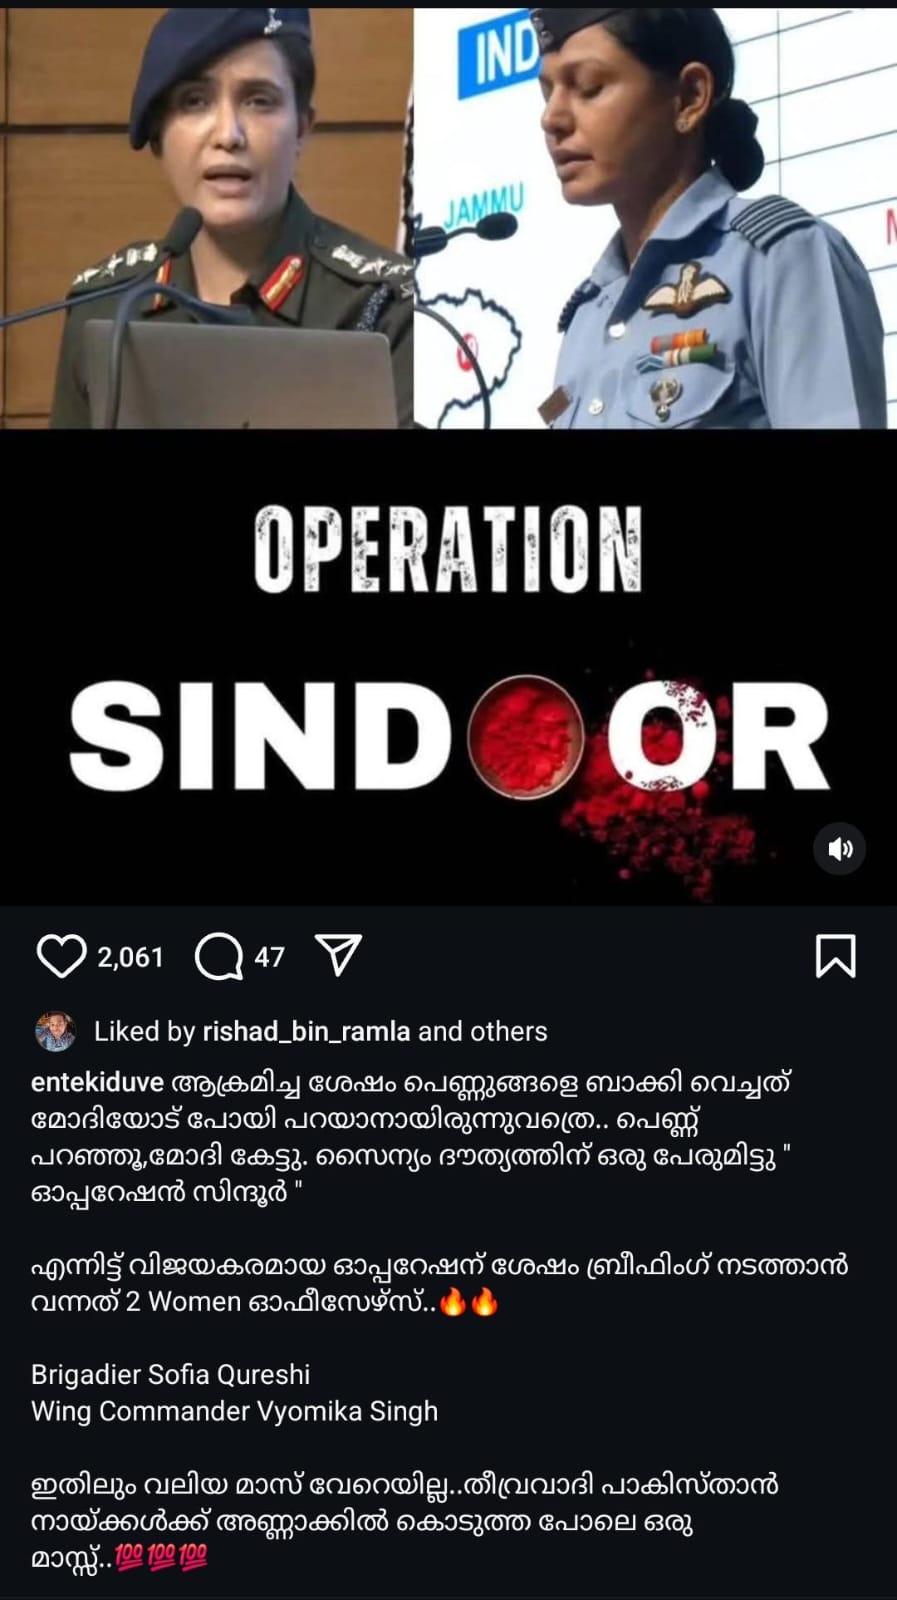 IND
JAMMU
OPERATION
SINDOOR
2,061 47
Liked by rishad_bin_ramla and others
entekiduve ആക്രമിച്ച ശേഷം പെണ്ണുങ്ങളെ ബാക്കി വെച്ചത്
മോദിയോട് പോയി പറയാനായിരുന്നുവത്രെ.. പെണ്ണ്
പറഞ്ഞൂ,മോദി കേട്ടു. സൈന്യം ദൗത്യത്തിന് ഒരു പേരുമിട്ടു "
ഓപ്പറേഷൻ സിന്ദൂർ "
എന്നിട്ട് വിജയകരമായ ഓപ്പറേഷന് ശേഷം ബ്രീഫിംഗ് നടത്താൻ
വന്നത് 2 Women ഓഫീസേഴ്സ്..🔥🔥
Brigadier Sofia Qureshi
Wing Commander Vyomika Singh
ഇതിലും വലിയ മാസ് വേറെയില്ല..തീവ്രവാദി പാകിസ്താൻ
നായ്ക്കൾക്ക് അണ്ണാക്കിൽ കൊടുത്ത പോലെ ഒരു
മാസ്സ്..💯💯💯